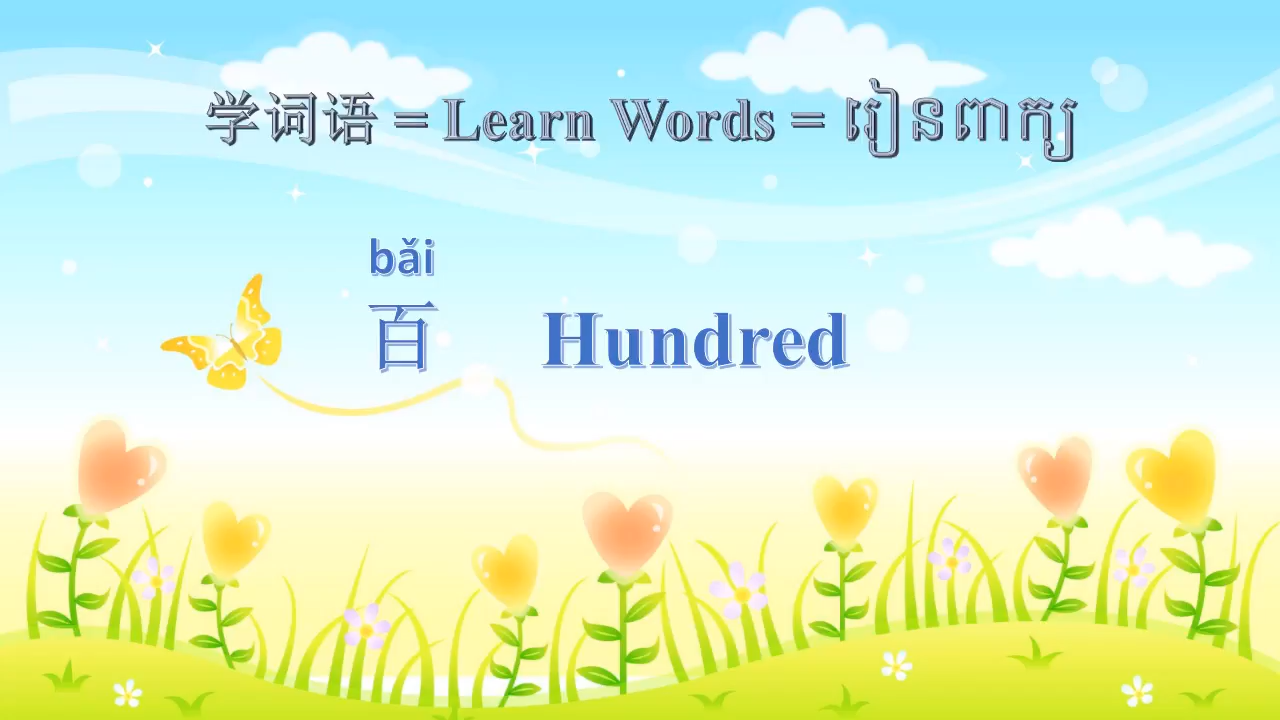 学词语 = Learn Words = រៀនពាក្យ
bǎi
百 Hundred